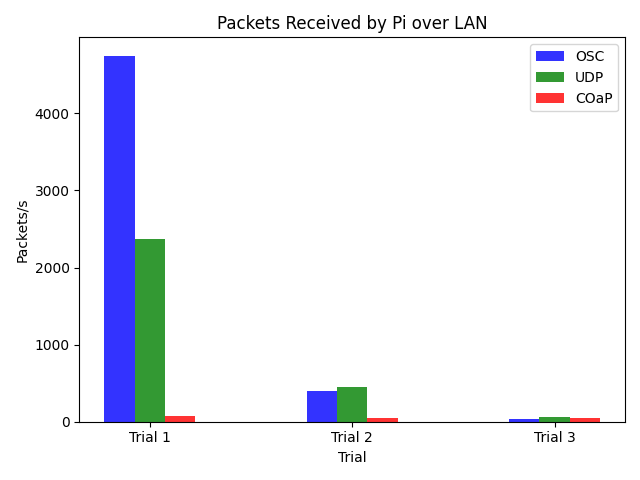 Packets Received by Pi over LAN
OSC
UDP
COaP
Packets/s
4000
3000
2000
1000
0
Trial 1 Trial 2 Trial 3
Trial